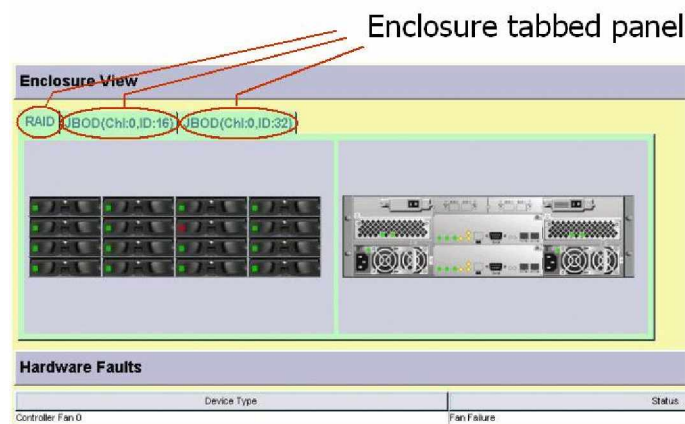 Enclosure tabbed panel
Enclosure View
RAID JBOD(Chl:0,ID:16) JBOD(Chl:0,ID:32)
Hardware Faults
Device Type Status
Controller Fan 0 Fan Failure